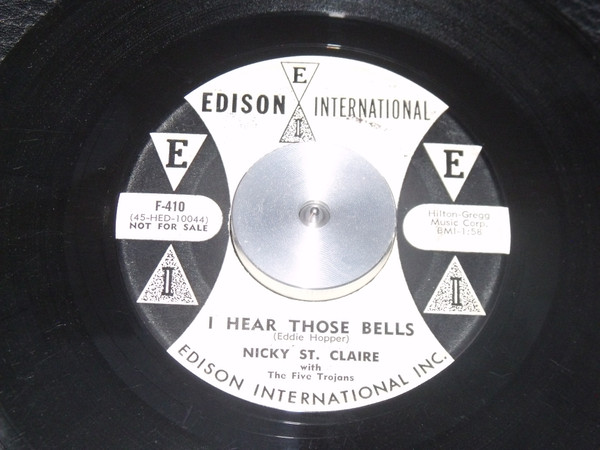 E
I
EDISON INTERNATIONAL
E
I
F-410
(45-HED-10044)
NOT FOR SALE
E
I
Hilton-Gregg
Music Corp.
BMI-1:58
I HEAR THOSE BELLS
(Eddie Hopper)
NICKY ST. CLAIRE
with
The Five Trojans
EDISON INTERNATIONAL INC.